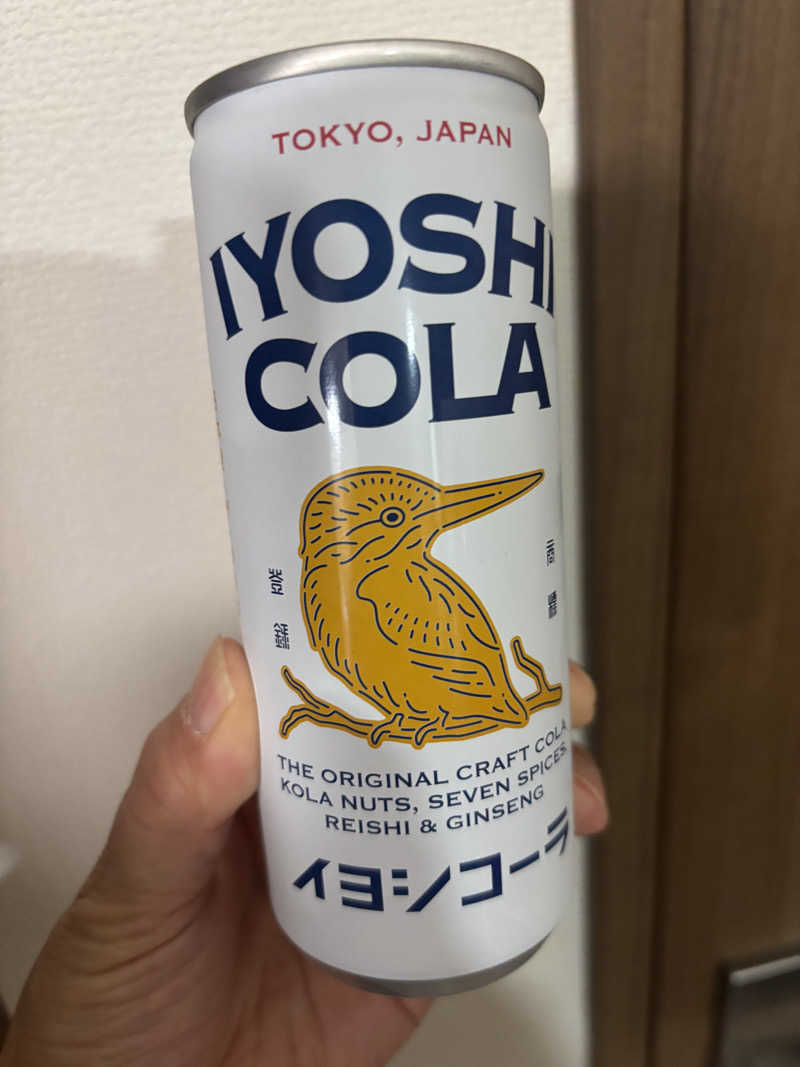 TOKYO, JAPAN
IYOSHI
COLA
THE ORIGINAL CRAFT COLA
KOLA NUTS, SEVEN SPICES,
REISHI & GINSENG
イヨシコーラ